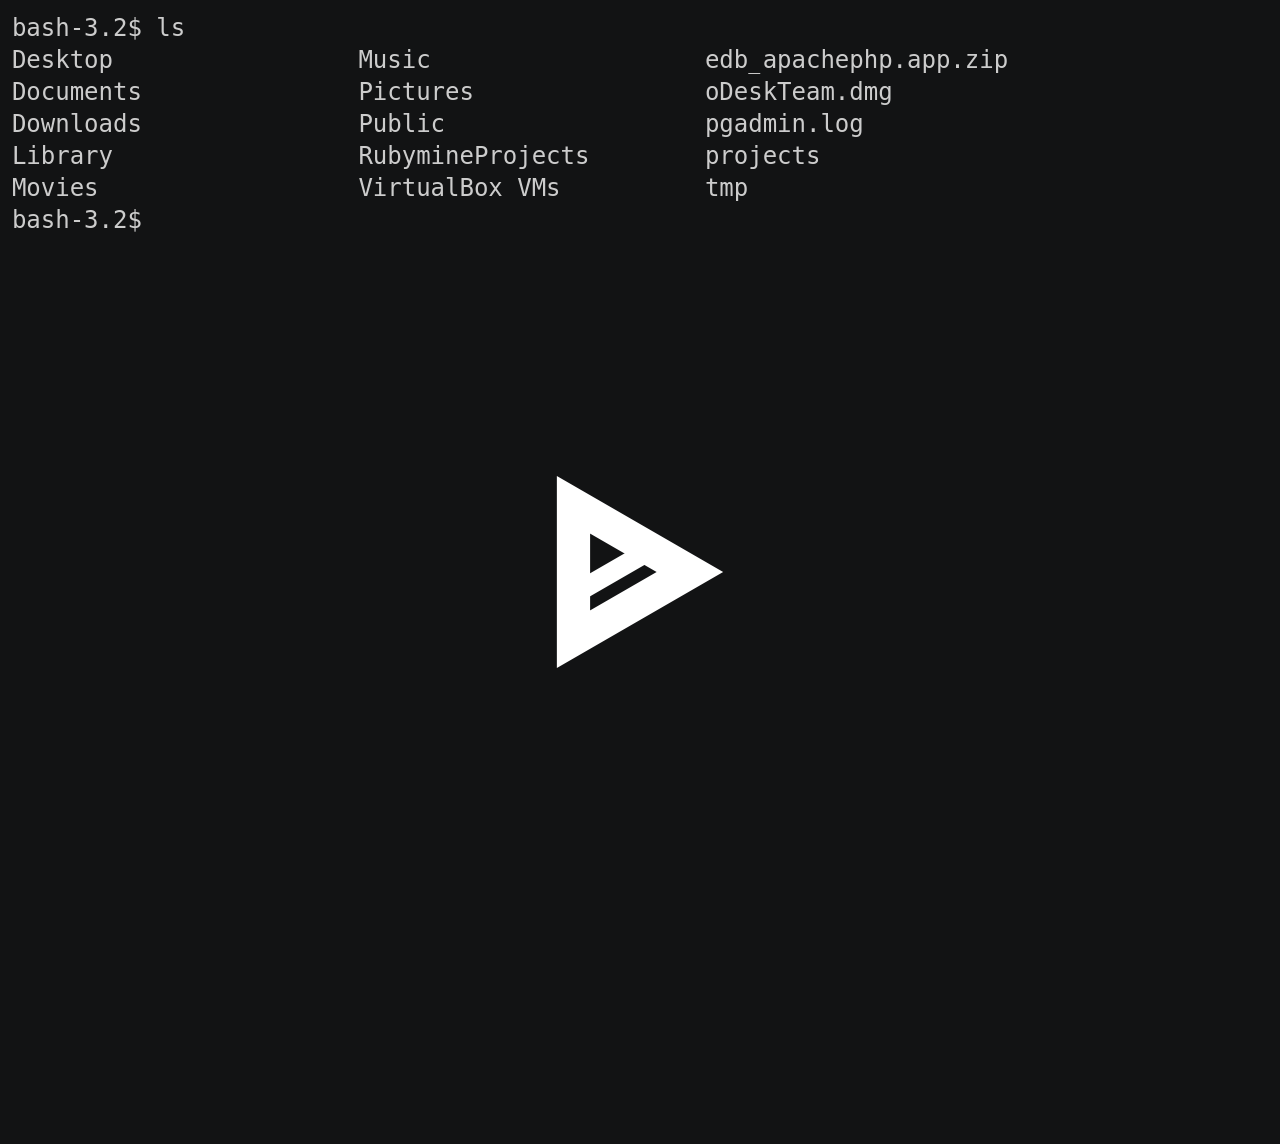 bash-3.2$ ls
Desktop                 Music                   edb_apachephp.app.zip
Documents               Pictures                oDeskTeam.dmg
Downloads               Public                  pgadmin.log
Library                 RubymineProjects        projects
Movies                  VirtualBox VMs          tmp
bash-3.2$